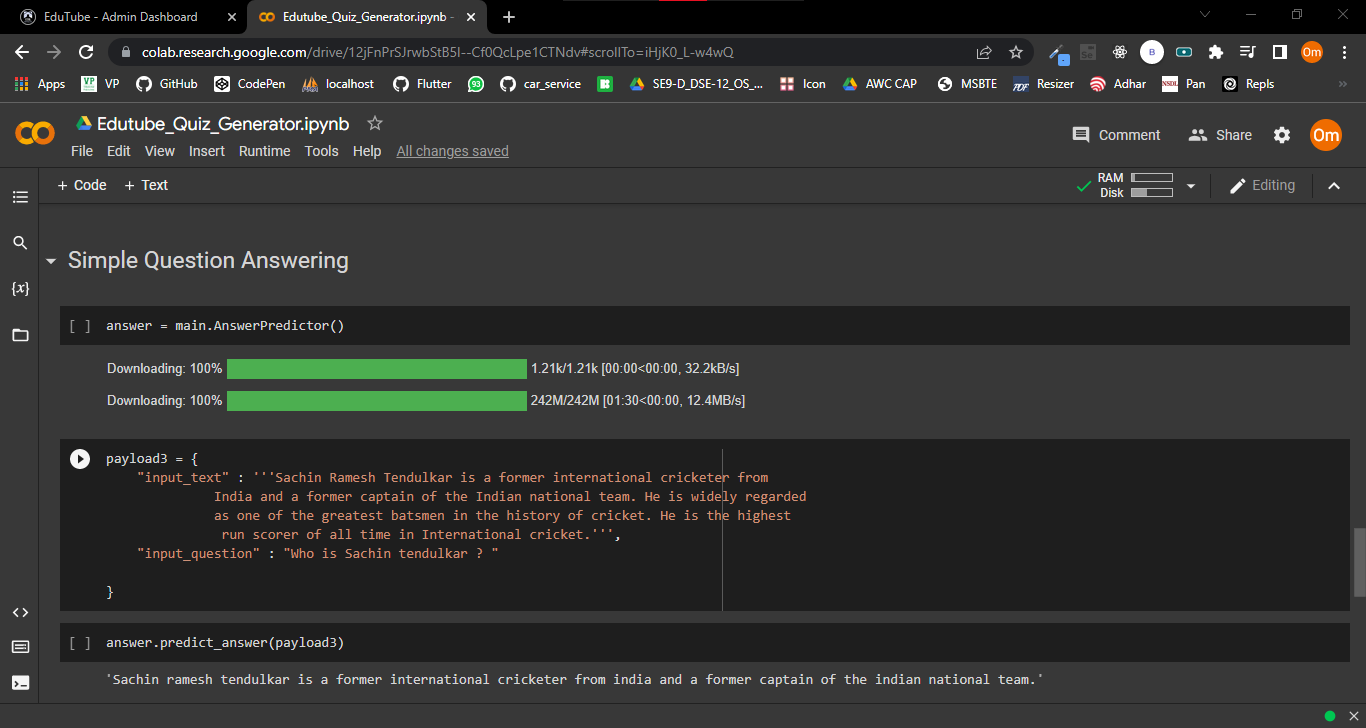 EduTube - Admin Dashboard
Edutube_Quiz_Generator.ipynb -
colab.research.google.com/drive/12jFnPrSJrwbStB5I--Cf0QcLpe1CTNdv#scrollTo=iHjK0_L-w4wQ
B
Om
Apps VP VP GitHub CodePen localhost Flutter 93 car_service SE9-D_DSE-12_OS_... Icon AWC CAP MSBTE Resizer Adhar NSDL Pan Repls »
Edutube_Quiz_Generator.ipynb
File Edit View Insert Runtime Tools Help All changes saved
Comment Share Om
+ Code + Text
RAM
Disk
Editing
{x}
Simple Question Answering
[ ] answer = main.AnswerPredictor()
Downloading: 100% 1.21k/1.21k [00:00<00:00, 32.2kB/s]
Downloading: 100% 242M/242M [01:30<00:00, 12.4MB/s]
payload3 = {
"input_text" : '''Sachin Ramesh Tendulkar is a former international cricketer from
India and a former captain of the Indian national team. He is widely regarded
as one of the greatest batsmen in the history of cricket. He is the highest
run scorer of all time in International cricket.''',
"input_question" : "Who is Sachin tendulkar ? "
}
[ ] answer.predict_answer(payload3)
'Sachin ramesh tendulkar is a former international cricketer from india and a former captain of the indian national team.'